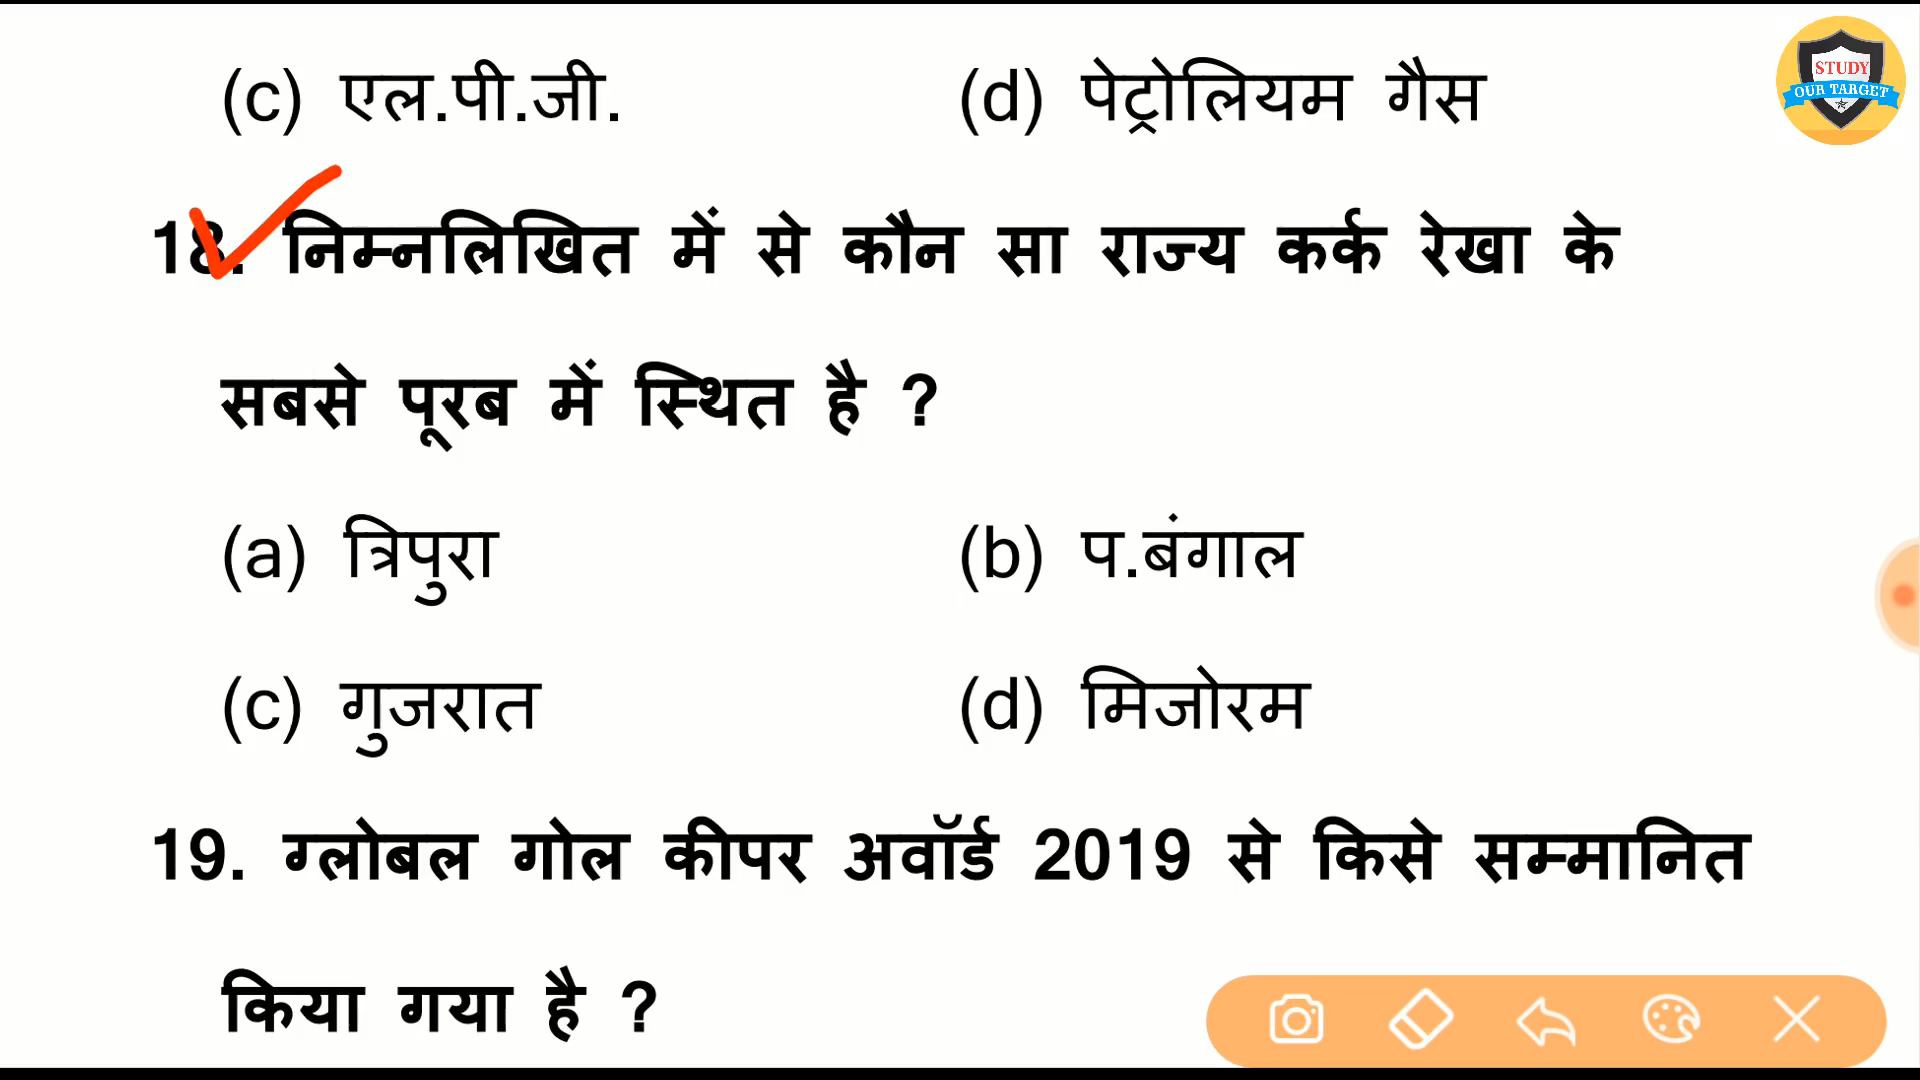 (c) एल.पी.जी. (d) पेट्रोलियम गैस
STUDY
OUR TARGET
18. निम्नलिखित में से कौन सा राज्य कर्क रेखा के
सबसे पूरब में स्थित है ?
(a) त्रिपुरा (b) प.बंगाल
(c) गुजरात (d) मिजोरम
19. ग्लोबल गोल कीपर अवॉर्ड 2019 से किसे सम्मानित
किया गया है ?